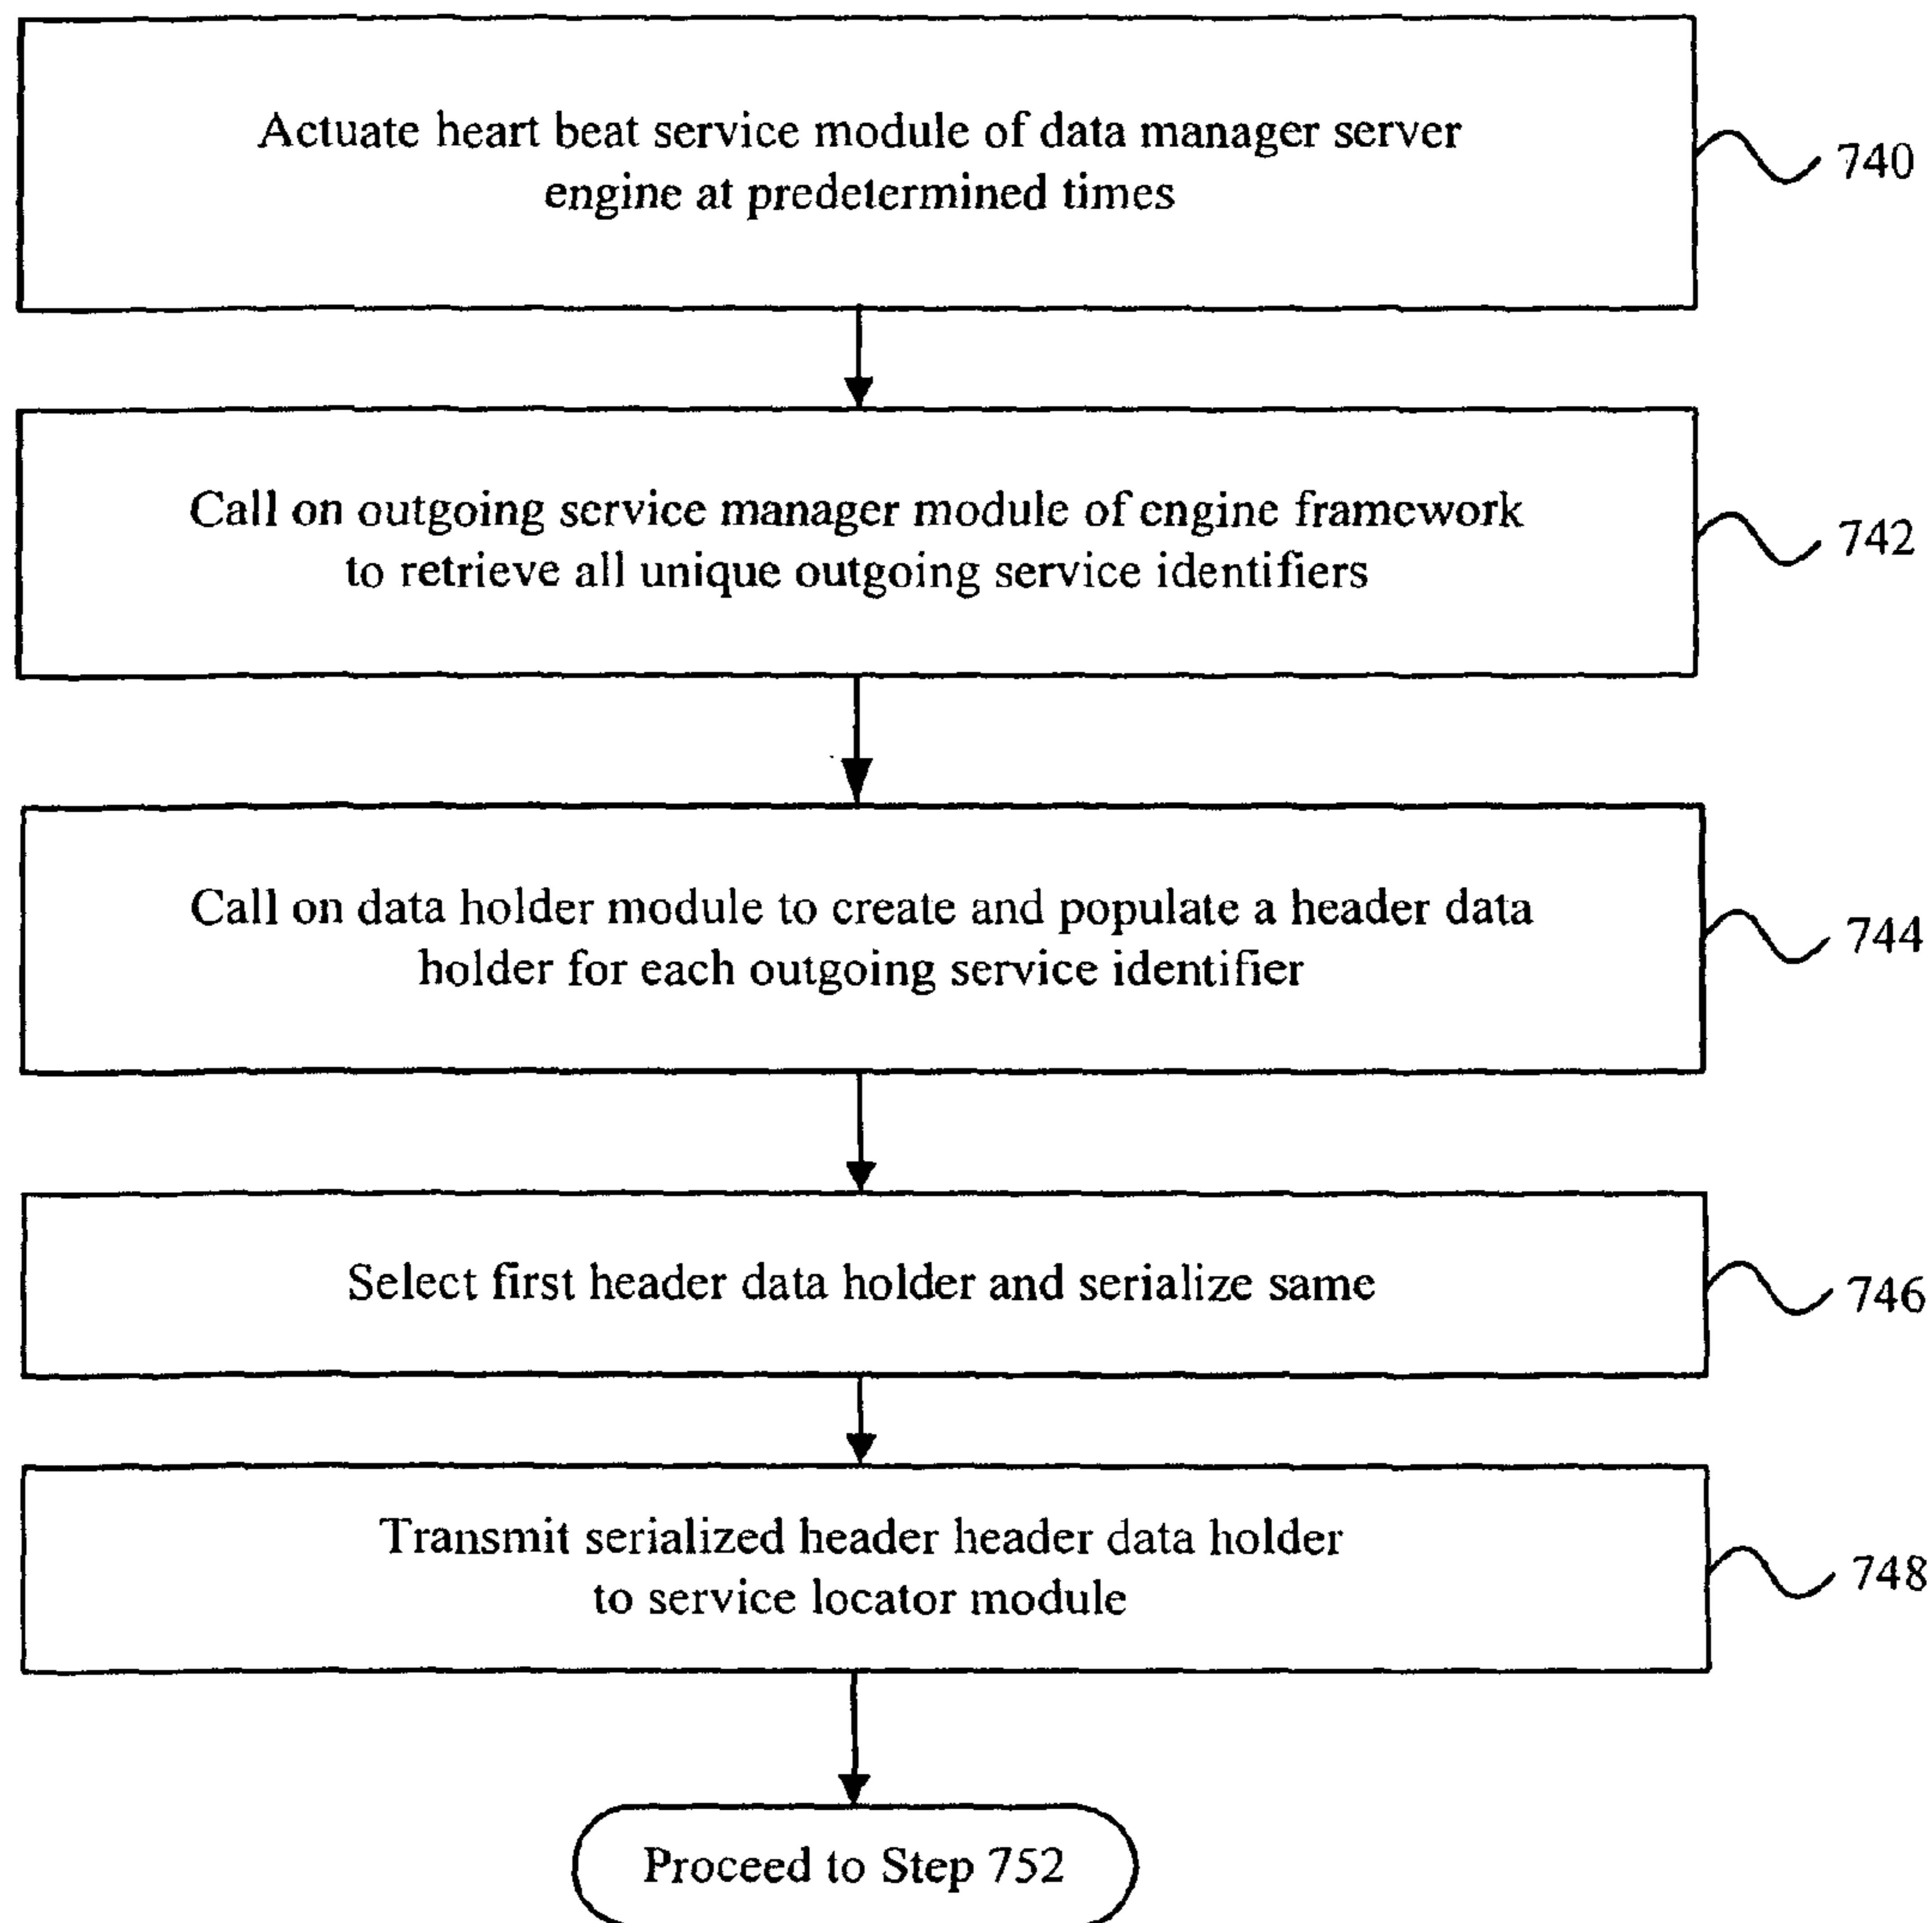 Actuate heart beat service module of data manager server
engine at predetermined times
740
Call on outgoing service manager module of engine framework
to retrieve all unique outgoing service identifiers
742
Call on data holder module to create and populate a header data
holder for each outgoing service identifier
744
Select first header data holder and serialize same
746
Transmit serialized header header data holder
to service locator module
748
Proceed to Step 752